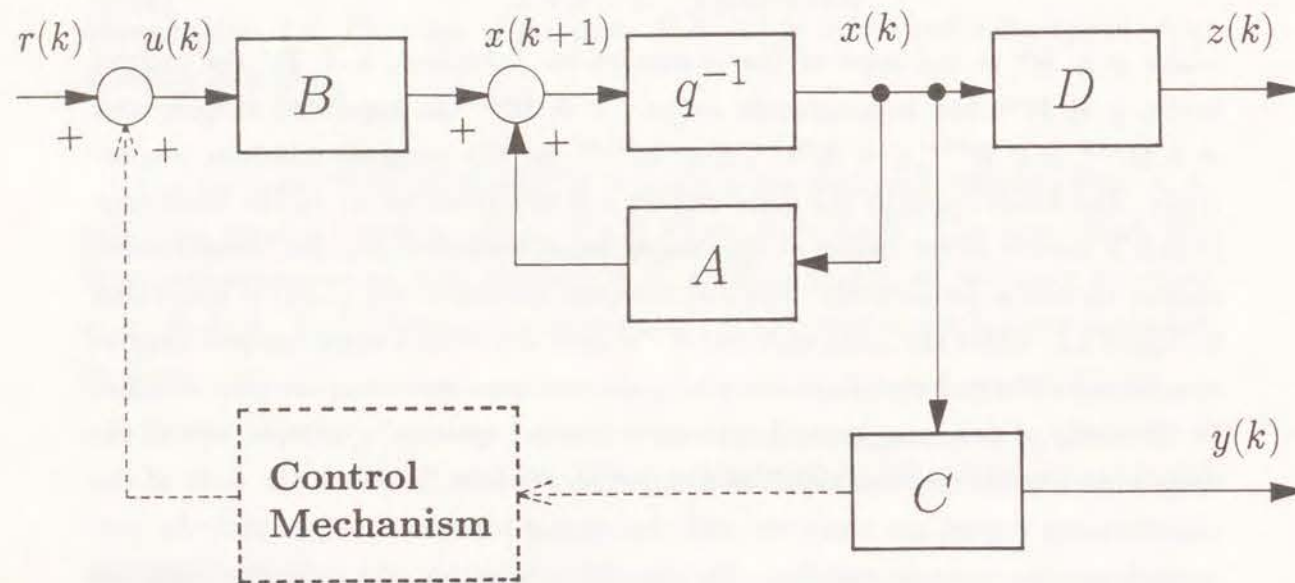 r(k)
u(k)
x(k+1)
x(k)
z(k)
B
q⁻¹
D
+
+
+
+
A
y(k)
Control
Mechanism
C